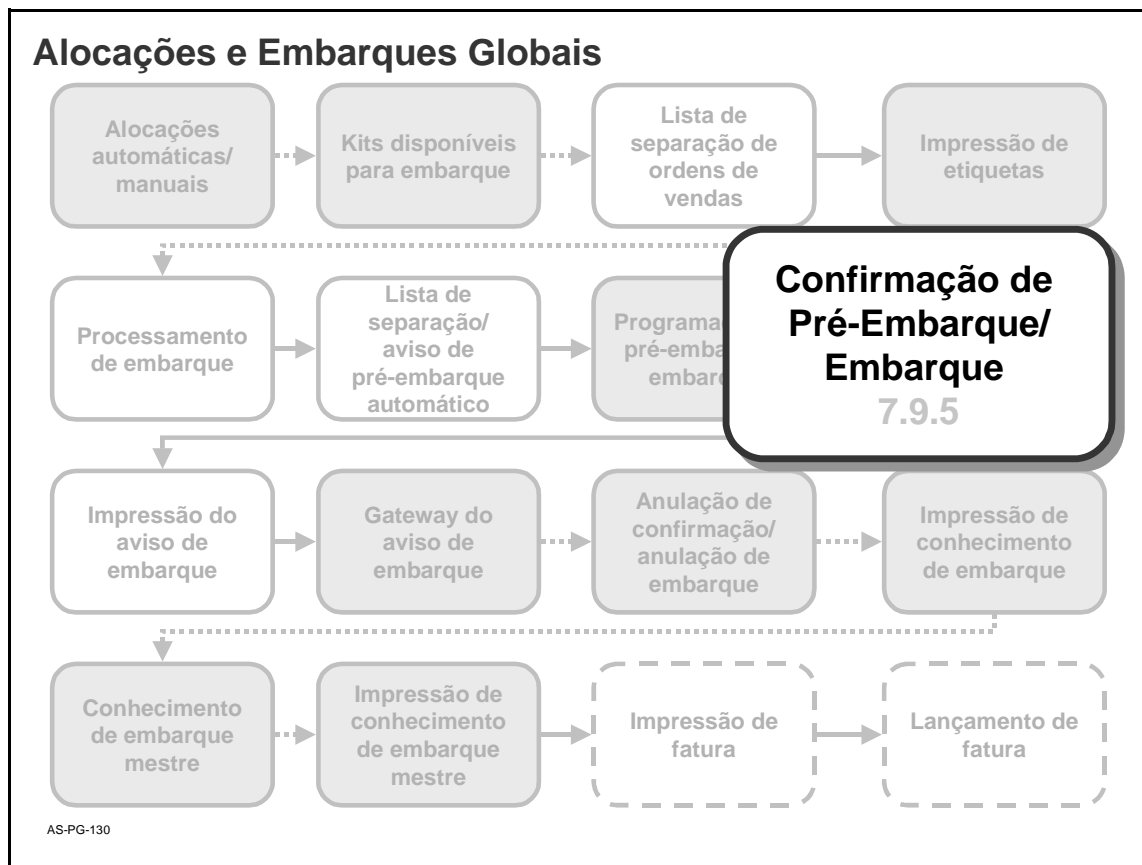 Alocações e Embarques Globais
Alocações
automáticas/
manuais
Kits disponíveis
para embarque
Lista de
separação de
ordens de
vendas
Impressão de
etiquetas
Processamento
de embarque
Lista de
separação/
aviso de
pré-embarque
automático
Confirmação de
Pré-Embarque/
Embarque
7.9.5
Impressão do
aviso de
embarque
Gateway do
aviso de
embarque
Anulação de
confirmação/
anulação de
embarque
Impressão de
conhecimento
de embarque
Conhecimento
de embarque
mestre
Impressão de
conhecimento
de embarque
mestre
Impressão de
fatura
Lançamento de
fatura
AS-PG-130